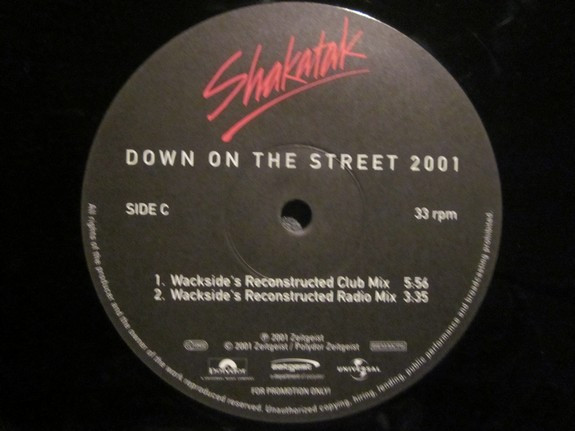 Shakatak
DOWN ON THE STREET 2001
SIDE C 33 rpm
1. Wackside's Reconstructed Club Mix 5:56
2. Wackside's Reconstructed Radio Mix 3:35
℗ 2001 Zeitgeist
© 2001 Zeitgeist / Polydor Zeitgeist
Polydor zeitgeist UNIVERSAL
FOR PROMOTION ONLY!
All rights of the producer and the owner of the work reproduced reserved. Unauthorized copying, hiring, lending, public performance and broadcasting prohibited.